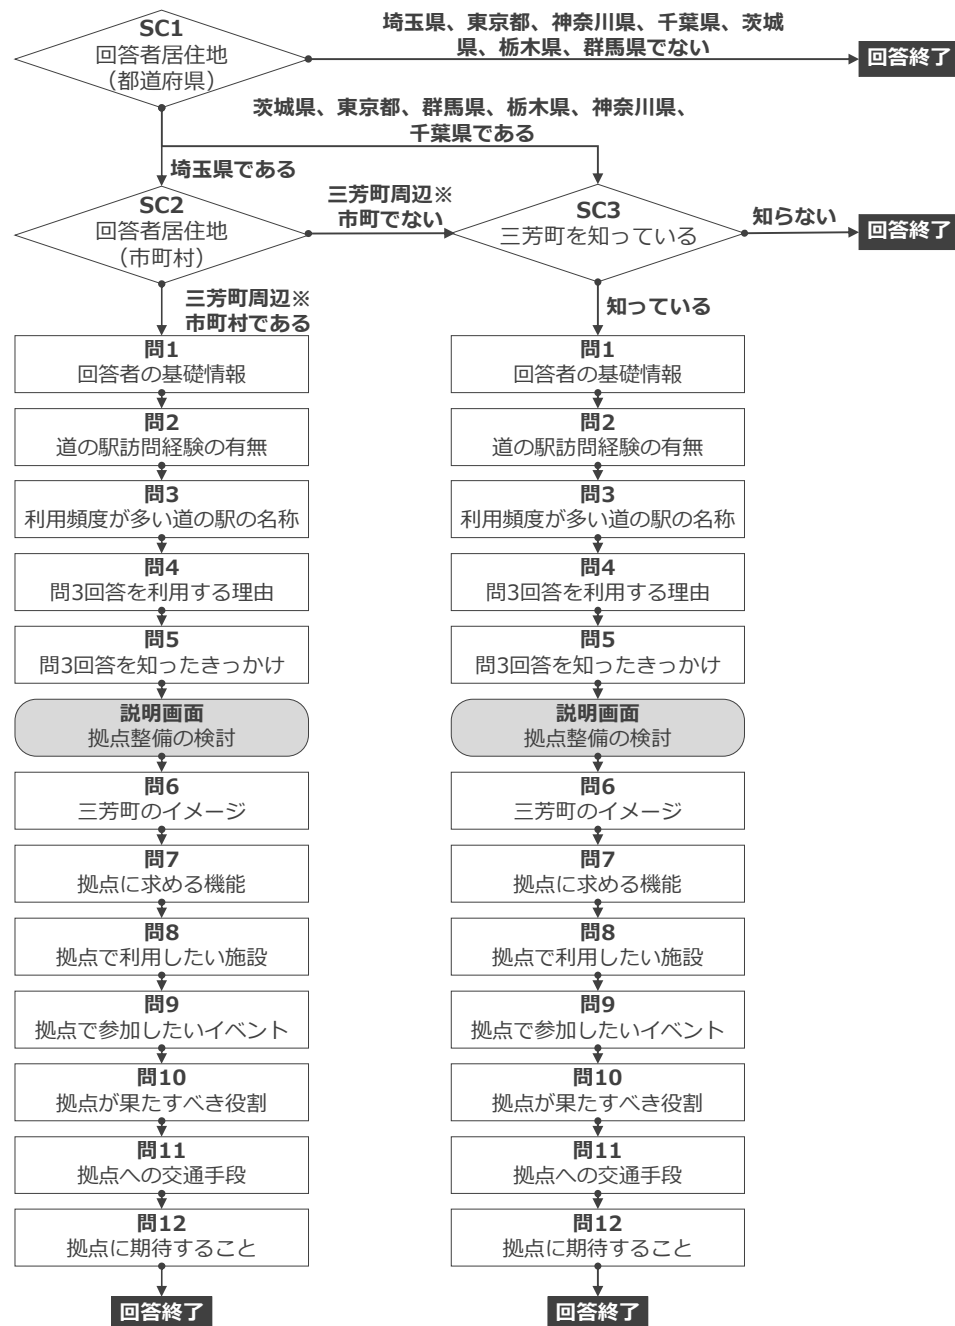 SC1
回答者居住地
（都道府県）
埼玉県、東京都、神奈川県、千葉県、茨城
県、栃木県、群馬県でない
回答終了
茨城県、東京都、群馬県、栃木県、神奈川県、
千葉県である
埼玉県である
SC2
回答者居住地
（市町村）
三芳町周辺※
市町でない
SC3
三芳町を知っている
知らない
回答終了
三芳町周辺※
市町村である
知っている
問1
回答者の基礎情報
問2
道の駅訪問経験の有無
問3
利用頻度が多い道の駅の名称
問4
問3回答を利用する理由
問5
問3回答を知ったきっかけ
説明画面
拠点整備の検討
問6
三芳町のイメージ
問7
拠点に求める機能
問8
拠点で利用したい施設
問9
拠点で参加したいイベント
問10
拠点が果たすべき役割
問11
拠点への交通手段
問12
拠点に期待すること
回答終了
問1
回答者の基礎情報
問2
道の駅訪問経験の有無
問3
利用頻度が多い道の駅の名称
問4
問3回答を利用する理由
問5
問3回答を知ったきっかけ
説明画面
拠点整備の検討
問6
三芳町のイメージ
問7
拠点に求める機能
問8
拠点で利用したい施設
問9
拠点で参加したいイベント
問10
拠点が果たすべき役割
問11
拠点への交通手段
問12
拠点に期待すること
回答終了